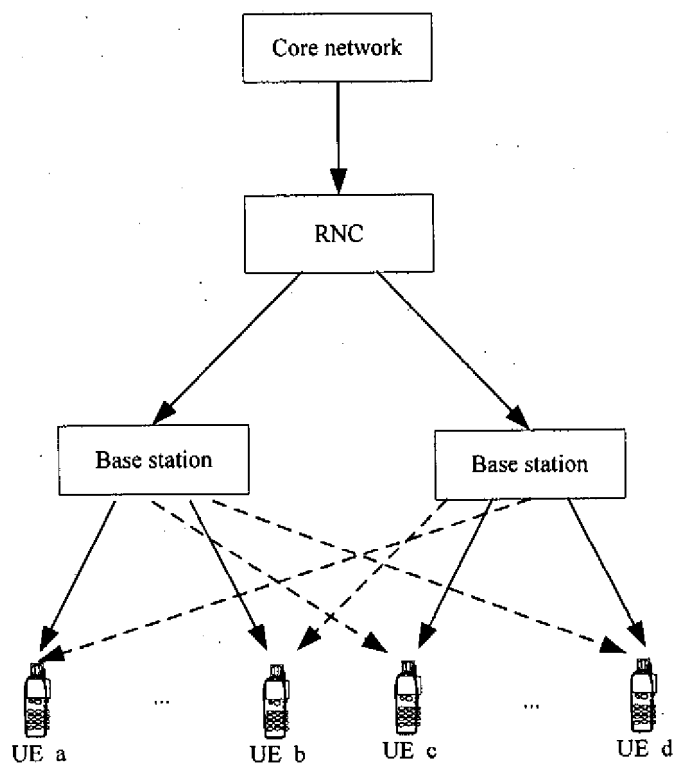 Core network
RNC
Base station
Base station
...
...
UE a
UE b
UE c
UE d